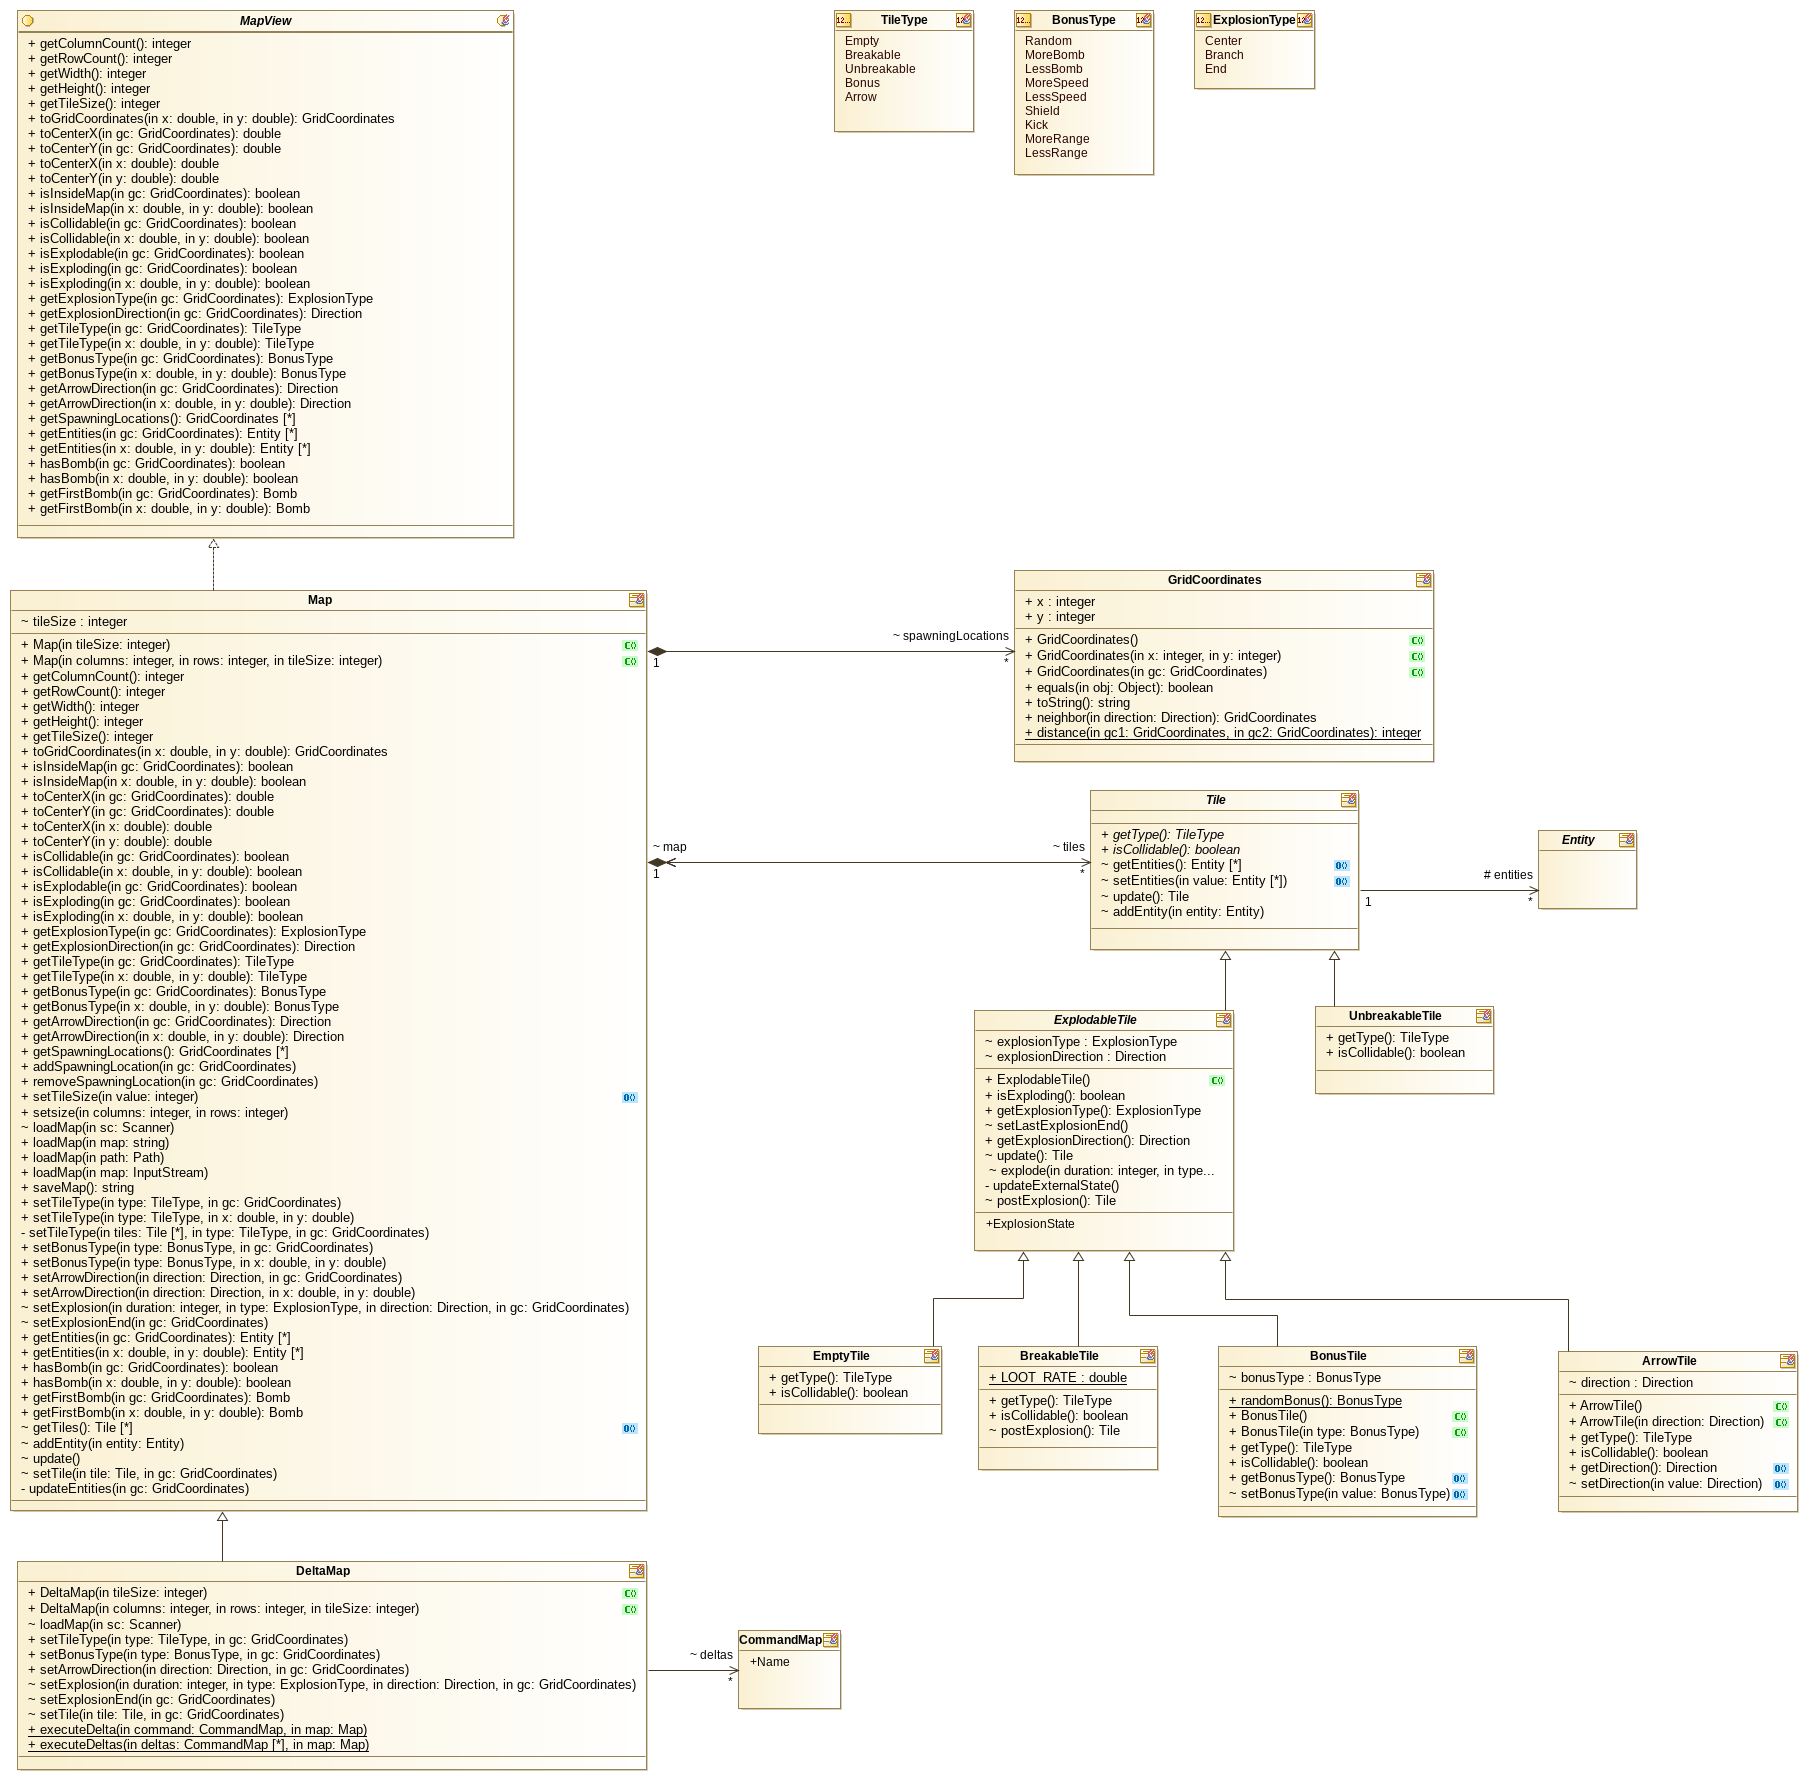 MapView
+ getColumnCount(): integer
+ getRowCount(): integer
+ getWidth(): integer
+ getHeight(): integer
+ getTileSize(): integer
+ toGridCoordinates(in x: double, in y: double): GridCoordinates
+ toCenterX(in gc: GridCoordinates): double
+ toCenterY(in gc: GridCoordinates): double
+ toCenterX(in x: double): double
+ toCenterY(in y: double): double
+ isInsideMap(in gc: GridCoordinates): boolean
+ isInsideMap(in x: double, in y: double): boolean
+ isCollidable(in gc: GridCoordinates): boolean
+ isCollidable(in x: double, in y: double): boolean
+ isExplodable(in gc: GridCoordinates): boolean
+ isExploding(in gc: GridCoordinates): boolean
+ isExploding(in x: double, in y: double): boolean
+ getExplosionType(in gc: GridCoordinates): ExplosionType
+ getExplosionDirection(in gc: GridCoordinates): Direction
+ getTileType(in gc: GridCoordinates): TileType
+ getTileType(in x: double, in y: double): TileType
+ getBonusType(in gc: GridCoordinates): BonusType
+ getBonusType(in x: double, in y: double): BonusType
+ getArrowDirection(in gc: GridCoordinates): Direction
+ getArrowDirection(in x: double, in y: double): Direction
+ getSpawningLocations(): GridCoordinates [*]
+ getEntities(in gc: GridCoordinates): Entity [*]
+ getEntities(in x: double, in y: double): Entity [*]
+ hasBomb(in gc: GridCoordinates): boolean
+ hasBomb(in x: double, in y: double): boolean
+ getFirstBomb(in gc: GridCoordinates): Bomb
+ getFirstBomb(in x: double, in y: double): Bomb
TileType
Empty
Breakable
Unbreakable
Bonus
Arrow
BonusType
Random
MoreBomb
LessBomb
MoreSpeed
LessSpeed
Shield
Kick
MoreRange
LessRange
ExplosionType
Center
Branch
End
Map
~ tileSize : integer
+ Map(in tileSize: integer)
+ Map(in columns: integer, in rows: integer, in tileSize: integer)
+ getColumnCount(): integer
+ getRowCount(): integer
+ getWidth(): integer
+ getHeight(): integer
+ getTileSize(): integer
+ toGridCoordinates(in x: double, in y: double): GridCoordinates
+ isInsideMap(in gc: GridCoordinates): boolean
+ isInsideMap(in x: double, in y: double): boolean
+ toCenterX(in gc: GridCoordinates): double
+ toCenterY(in gc: GridCoordinates): double
+ toCenterX(in x: double): double
+ toCenterY(in y: double): double
+ isCollidable(in gc: GridCoordinates): boolean
+ isCollidable(in x: double, in y: double): boolean
+ isExplodable(in gc: GridCoordinates): boolean
+ isExploding(in gc: GridCoordinates): boolean
+ isExploding(in x: double, in y: double): boolean
+ getExplosionType(in gc: GridCoordinates): ExplosionType
+ getExplosionDirection(in gc: GridCoordinates): Direction
+ getTileType(in gc: GridCoordinates): TileType
+ getTileType(in x: double, in y: double): TileType
+ getBonusType(in gc: GridCoordinates): BonusType
+ getBonusType(in x: double, in y: double): BonusType
+ getArrowDirection(in gc: GridCoordinates): Direction
+ getArrowDirection(in x: double, in y: double): Direction
+ getSpawningLocations(): GridCoordinates [*]
+ addSpawningLocation(in gc: GridCoordinates)
+ removeSpawningLocation(in gc: GridCoordinates)
+ setTileSize(in value: integer)
+ setsize(in columns: integer, in rows: integer)
~ loadMap(in sc: Scanner)
+ loadMap(in map: string)
+ loadMap(in path: Path)
+ loadMap(in map: InputStream)
+ saveMap(): string
+ setTileType(in type: TileType, in gc: GridCoordinates)
+ setTileType(in type: TileType, in x: double, in y: double)
- setTileType(in tiles: Tile [*], in type: TileType, in gc: GridCoordinates)
+ setBonusType(in type: BonusType, in gc: GridCoordinates)
+ setBonusType(in type: BonusType, in x: double, in y: double)
+ setArrowDirection(in direction: Direction, in gc: GridCoordinates)
+ setArrowDirection(in direction: Direction, in x: double, in y: double)
~ setExplosion(in duration: integer, in type: ExplosionType, in direction: Direction, in gc: GridCoordinates)
~ setExplosionEnd(in gc: GridCoordinates)
+ getEntities(in gc: GridCoordinates): Entity [*]
+ getEntities(in x: double, in y: double): Entity [*]
+ hasBomb(in gc: GridCoordinates): boolean
+ hasBomb(in x: double, in y: double): boolean
+ getFirstBomb(in gc: GridCoordinates): Bomb
+ getFirstBomb(in x: double, in y: double): Bomb
~ getTiles(): Tile [*]
~ addEntity(in entity: Entity)
~ update()
~ setTile(in tile: Tile, in gc: GridCoordinates)
- updateEntities(in gc: GridCoordinates)
~ spawningLocations
1
*
GridCoordinates
+ x : integer
+ y : integer
+ GridCoordinates()
+ GridCoordinates(in x: integer, in y: integer)
+ GridCoordinates(in gc: GridCoordinates)
+ equals(in obj: Object): boolean
+ toString(): string
+ neighbor(in direction: Direction): GridCoordinates
+ distance(in gc1: GridCoordinates, in gc2: GridCoordinates): integer
~ map
1
~ tiles
*
Tile
+ getType(): TileType
+ isCollidable(): boolean
~ getEntities(): Entity [*]
~ setEntities(in value: Entity [*])
~ update(): Tile
~ addEntity(in entity: Entity)
1
# entities
*
Entity
ExplodableTile
~ explosionType : ExplosionType
~ explosionDirection : Direction
+ ExplodableTile()
+ isExploding(): boolean
+ getExplosionType(): ExplosionType
~ setLastExplosionEnd()
+ getExplosionDirection(): Direction
~ update(): Tile
~ explode(in duration: integer, in type...
- updateExternalState()
~ postExplosion(): Tile
+ExplosionState
UnbreakableTile
+ getType(): TileType
+ isCollidable(): boolean
EmptyTile
+ getType(): TileType
+ isCollidable(): boolean
BreakableTile
+ LOOT_RATE : double
+ getType(): TileType
+ isCollidable(): boolean
~ postExplosion(): Tile
BonusTile
~ bonusType : BonusType
+ randomBonus(): BonusType
+ BonusTile()
+ BonusTile(in type: BonusType)
+ getType(): TileType
+ isCollidable(): boolean
+ getBonusType(): BonusType
~ setBonusType(in value: BonusType)
ArrowTile
~ direction : Direction
+ ArrowTile()
+ ArrowTile(in direction: Direction)
+ getType(): TileType
+ isCollidable(): boolean
+ getDirection(): Direction
~ setDirection(in value: Direction)
DeltaMap
+ DeltaMap(in tileSize: integer)
+ DeltaMap(in columns: integer, in rows: integer, in tileSize: integer)
~ loadMap(in sc: Scanner)
+ setTileType(in type: TileType, in gc: GridCoordinates)
+ setBonusType(in type: BonusType, in gc: GridCoordinates)
+ setArrowDirection(in direction: Direction, in gc: GridCoordinates)
~ setExplosion(in duration: integer, in type: ExplosionType, in direction: Direction, in gc: GridCoordinates)
~ setExplosionEnd(in gc: GridCoordinates)
~ setTile(in tile: Tile, in gc: GridCoordinates)
+ executeDelta(in command: CommandMap, in map: Map)
+ executeDeltas(in deltas: CommandMap [*], in map: Map)
~ deltas
*
CommandMap
+Name